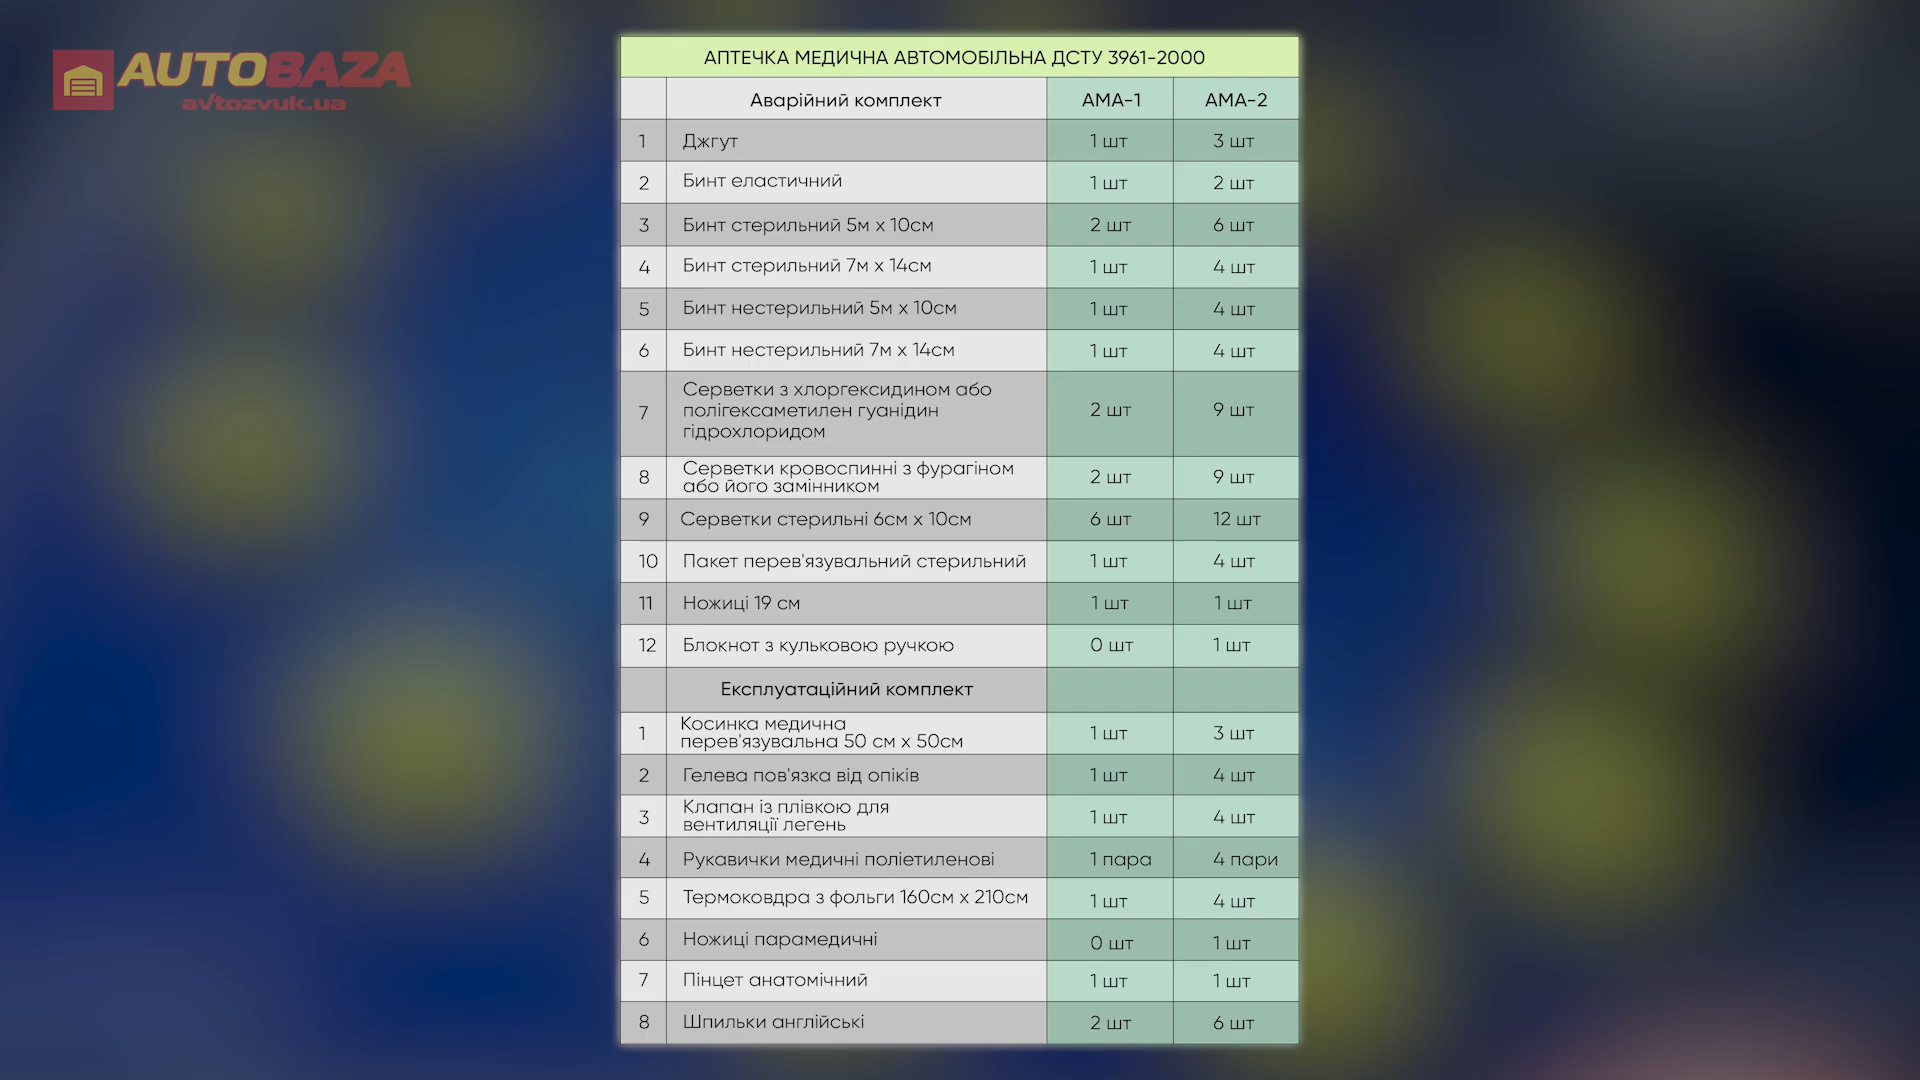 AUTOBAZA
avtozvuk.ua
АПТЕЧКА МЕДИЧНА АВТОМОБІЛЬНА ДСТУ 3961-2000
Аварійний комплект АМА-1 АМА-2
1 Джгут 1 шт 3 шт
2 Бинт еластичний 1 шт 2 шт
3 Бинт стерильний 5м х 10см 2 шт 6 шт
4 Бинт стерильний 7м х 14см 1 шт 4 шт
5 Бинт нестерильний 5м х 10см 1 шт 4 шт
6 Бинт нестерильний 7м х 14см 1 шт 4 шт
7 Серветки з хлоргексидином або
полігексаметилен гуанідин
гідрохлоридом 2 шт 9 шт
8 Серветки кровоспинні з фурагіном
або його замінником 2 шт 9 шт
9 Серветки стерильні 6см х 10см 6 шт 12 шт
10 Пакет перев'язувальний стерильний 1 шт 4 шт
11 Ножиці 19 см 1 шт 1 шт
12 Блокнот з кульковою ручкою 0 шт 1 шт
Експлуатаційний комплект
1 Косинка медична
перев'язувальна 50 см х 50см 1 шт 3 шт
2 Гелева пов'язка від опіків 1 шт 4 шт
3 Клапан із плівкою для
вентиляції легень 1 шт 4 шт
4 Рукавички медичні поліетиленові 1 пара 4 пари
5 Термоковдра з фольги 160см х 210см 1 шт 4 шт
6 Ножиці парамедичні 0 шт 1 шт
7 Пінцет анатомічний 1 шт 1 шт
8 Шпильки англійські 2 шт 6 шт